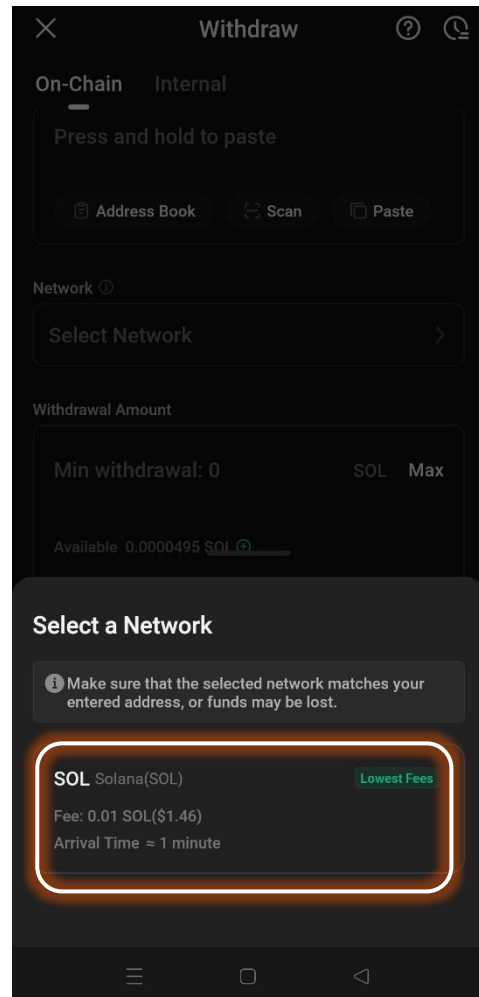 Withdraw
On-Chain Internal
Press and hold to paste
Address Book Scan Paste
Network
Select Network
Withdrawal Amount
Min withdrawal: 0 SOL Max
Available 0.0000495 SOL
Select a Network
Make sure that the selected network matches your
entered address, or funds may be lost.
SOL Solana(SOL) Lowest Fees
Fee: 0.01 SOL($1.46)
Arrival Time ≈ 1 minute